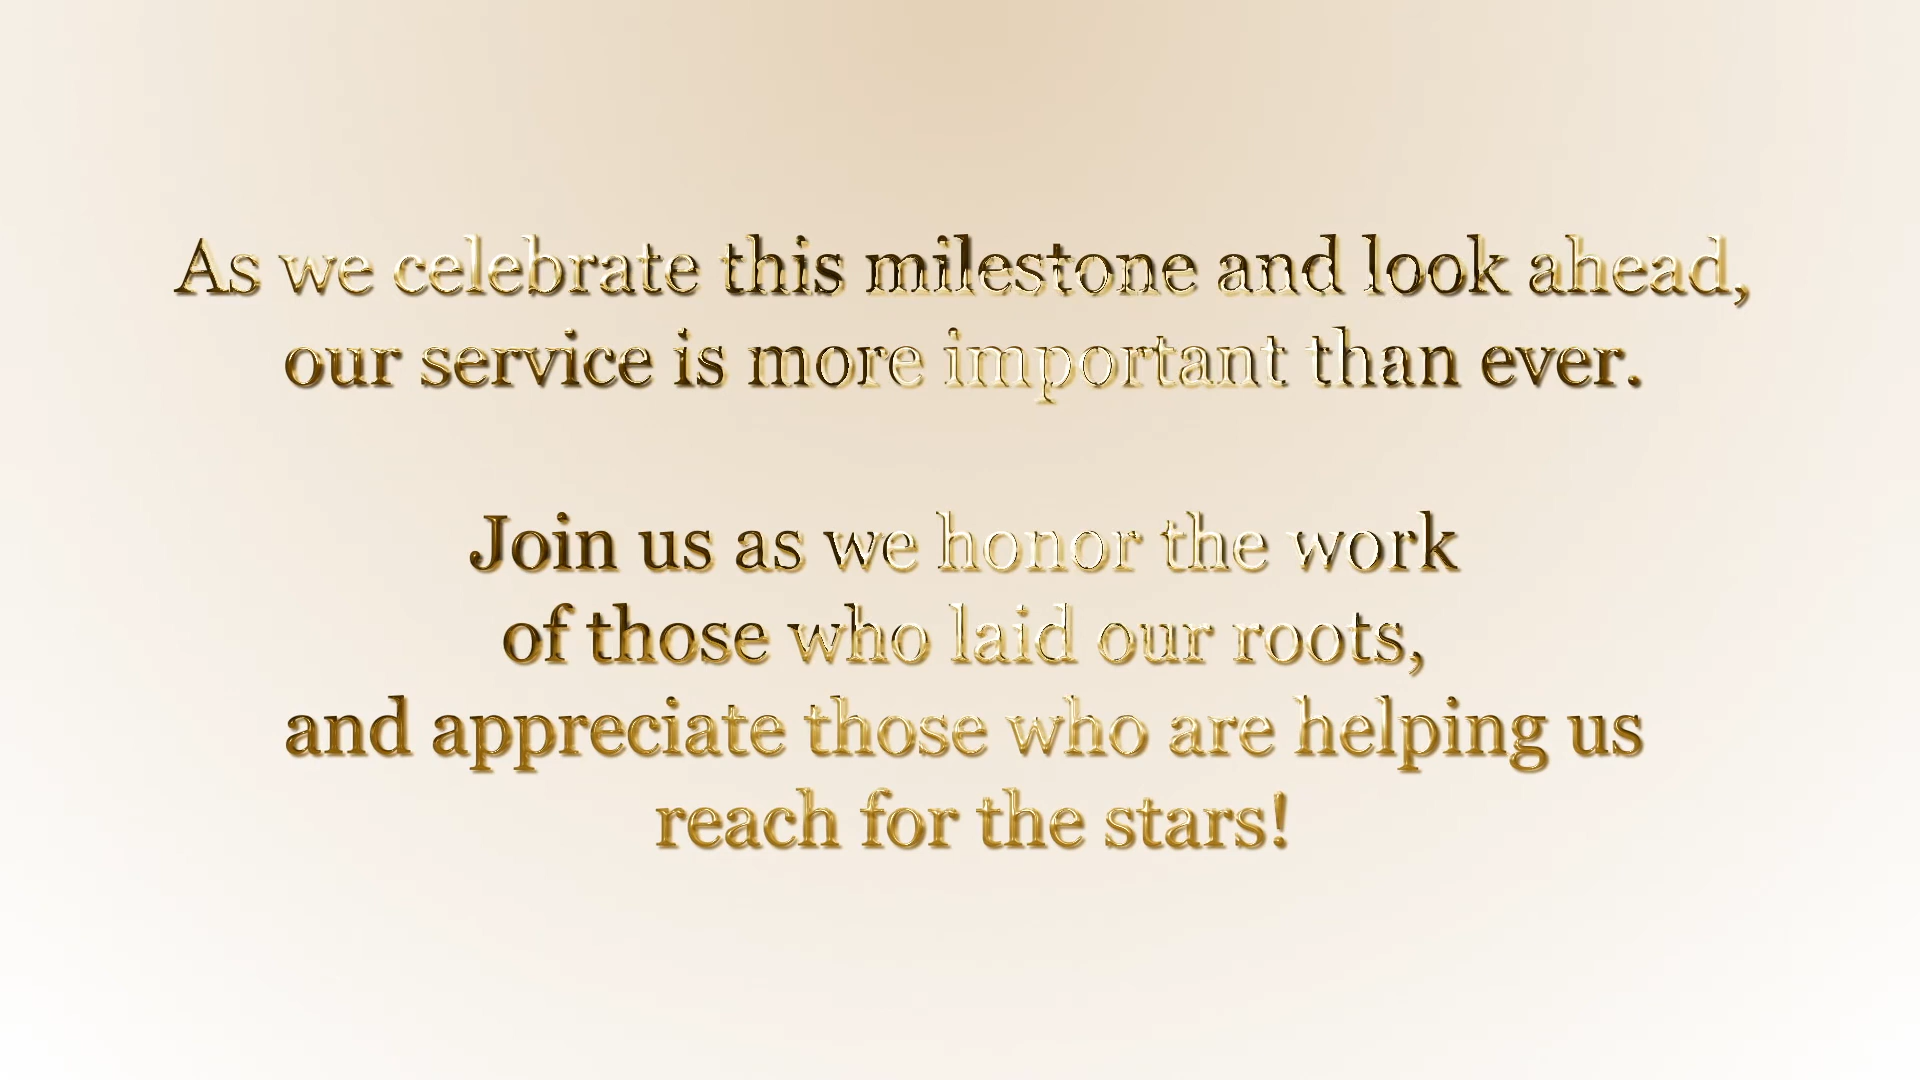 As we celebrate this milestone and look ahead,
our service is more important than ever.
Join us as we honor the work
of those who laid our roots,
and appreciate those who are helping us
reach for the stars!